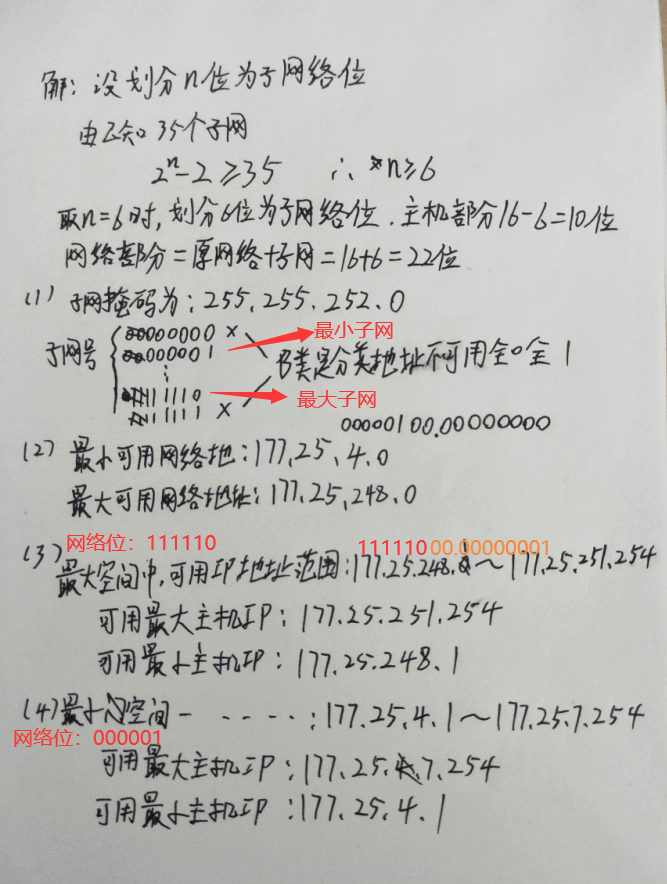 解：设划分n位为子网络位
由已知 35个子网
2ⁿ-2≥35 ∴ n≥6
取n=6时，划分6位为子网络位．主机部分16-6=10位
网络部分=原网络+子网=16+6=22位
(1) 子网掩码为：255.255.252.0
最小子网
子网号
000000 ×
000001
⋮
111110
111111 ×
B类是分类地址不可用全0全1
最大子网
00000100.00000000
(2) 最小可用网络地：177.25.4.0
最大可用网络地址：177.25.248.0
网络位：111110
11111000.00000001
(3) 最大空间中，可用IP地址范围：177.25.248.1～177.25.251.254
可用最大主机IP：177.25.251.254
可用最小主机IP：177.25.248.1
(4) 最小空间－－－－－：177.25.4.1～177.25.7.254
网络位：000001
可用最大主机IP：177.25.7.254
可用最小主机IP：177.25.4.1